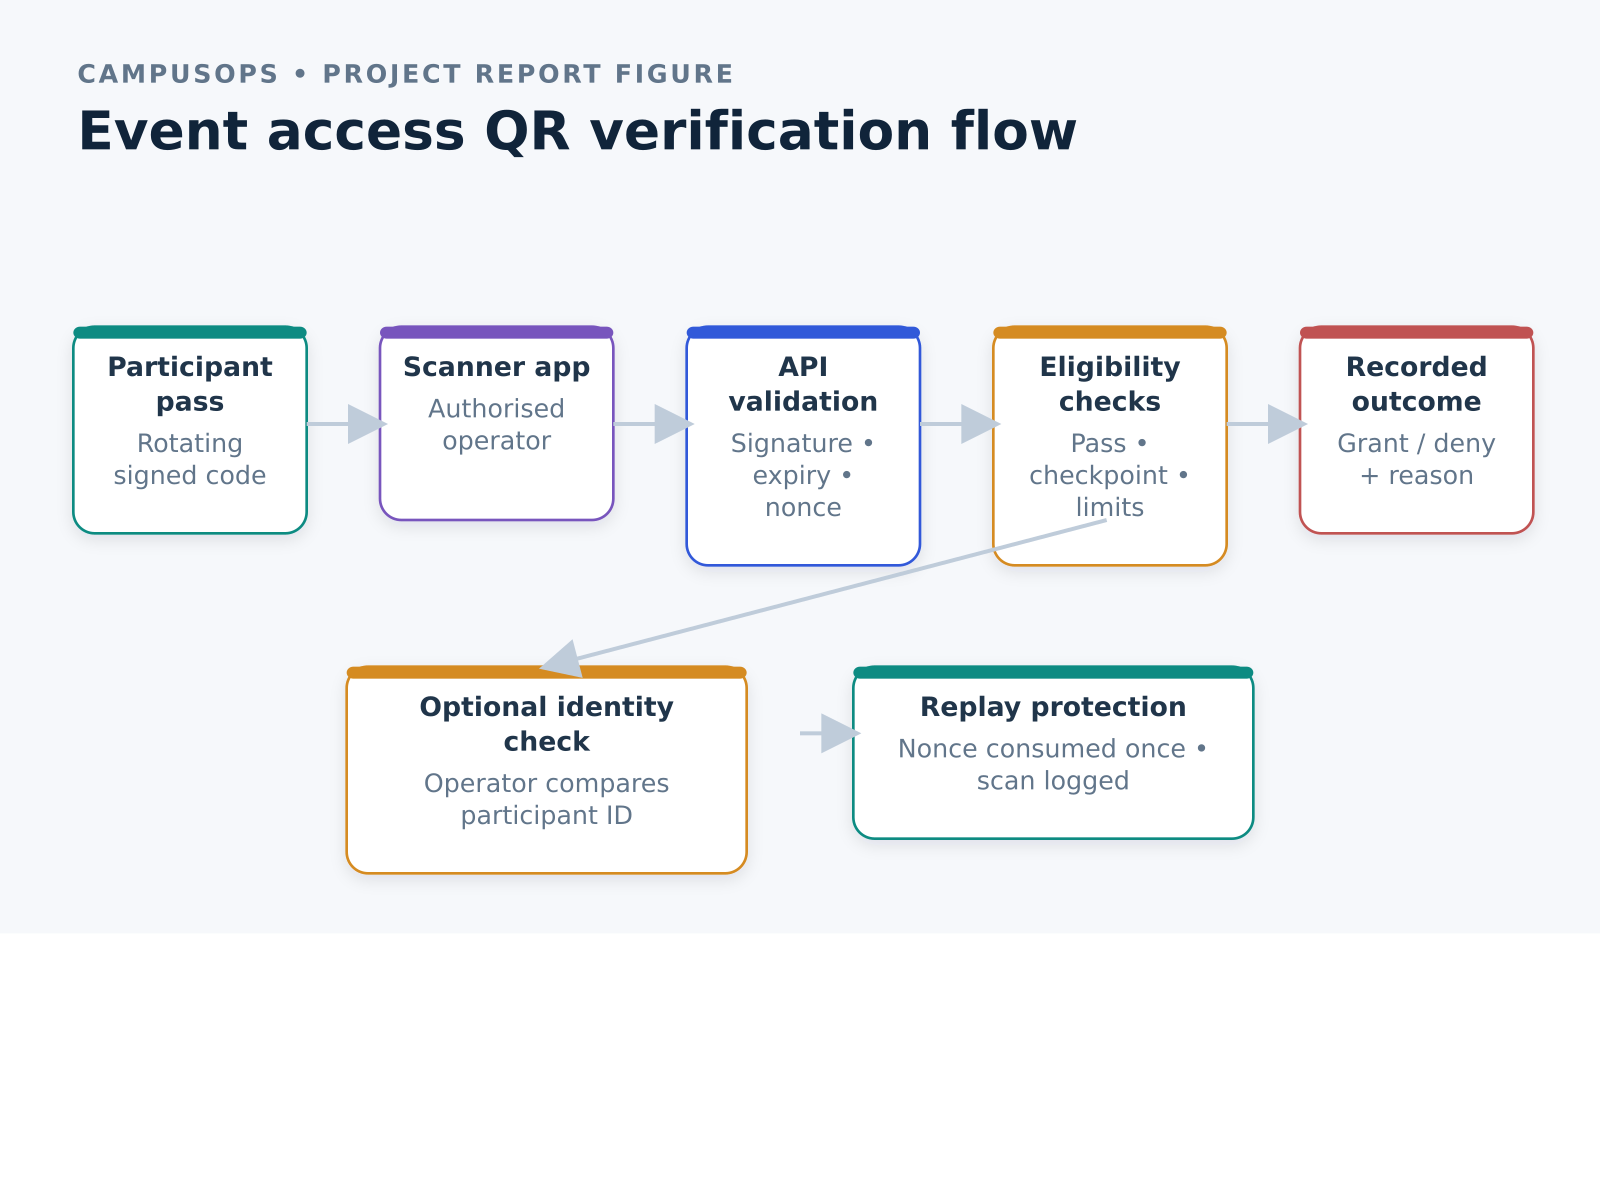 CAMPUSOPS • PROJECT REPORT FIGURE
Event access QR verification flow
Participant
pass
Rotating
signed code
Scanner app
Authorised
operator
API
validation
Signature •
expiry •
nonce
Eligibility
checks
Pass •
checkpoint •
limits
Recorded
outcome
Grant / deny
+ reason
Optional identity
check
Operator compares
participant ID
Replay protection
Nonce consumed once •
scan logged